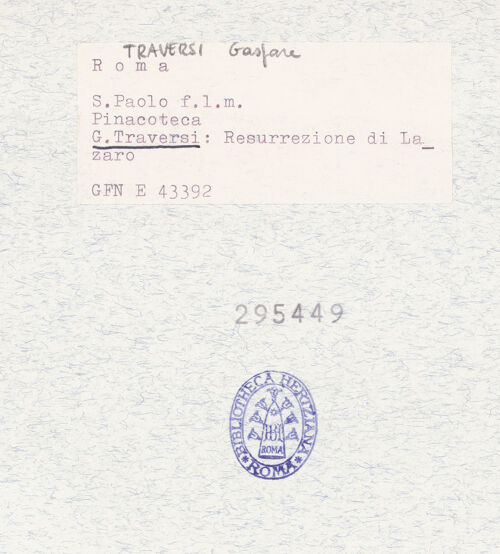 TRAVERSI Gaspare
Roma
S.Paolo f.l.m.
Pinacoteca
G.Traversi: Resurrezione di La_
zaro
GFN E 43392
295449
BIBLIOTHECA HERTZIANA
ROMA
*ROMA*